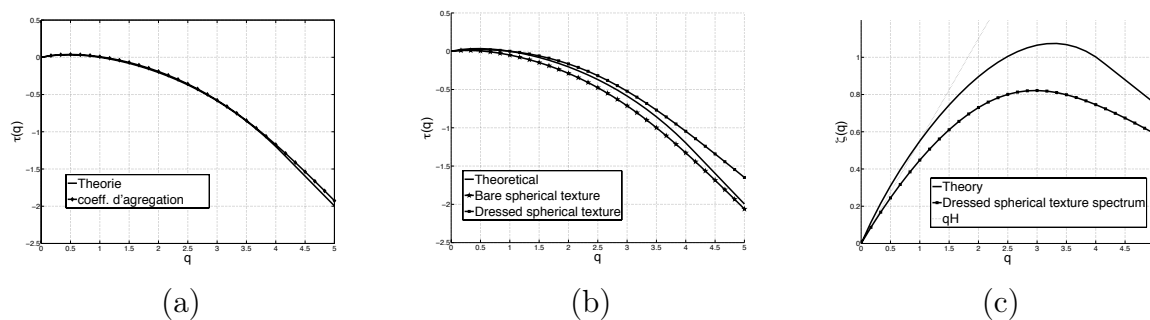 0.5
0
−0.5
−1
−1.5
−2
−2.5
τ(q)
Theorie
coeff. d'agregation
0 0.5 1 1.5 2 2.5 3 3.5 4 4.5 5
q
(a)
0.5
0
−0.5
−1
−1.5
−2
−2.5
τ(q)
Theoretical
Bare spherical texture
Dressed spherical texture
0 0.5 1 1.5 2 2.5 3 3.5 4 4.5 5
q
(b)
1
0.8
0.6
0.4
0.2
0
ζ(q)
Theory
Dressed spherical texture spectrum
qH
0 0.5 1 1.5 2 2.5 3 3.5 4 4.5
q
(c)